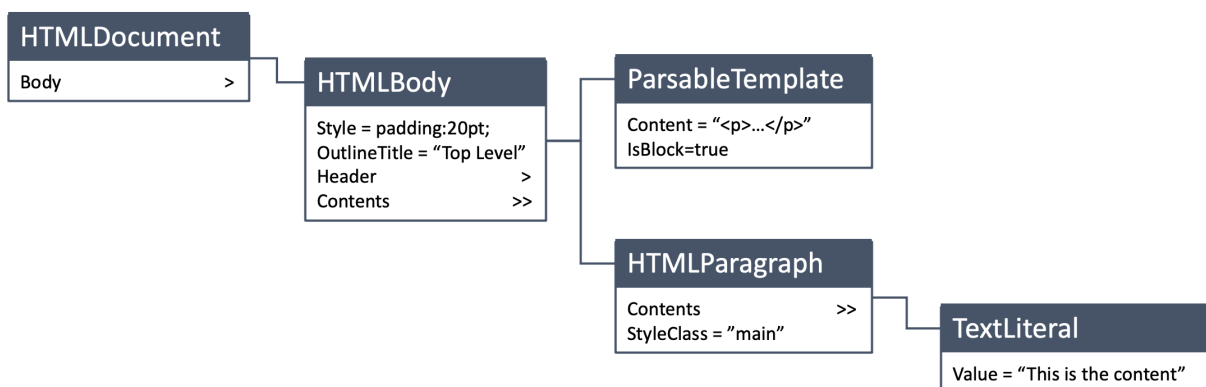 HTMLDocument
Body >
HTMLBody
Style = padding:20pt;
OutlineTitle = “Top Level”
Header >
Contents >>
ParsableTemplate
Content = “<p>...</p>”
IsBlock=true
HTMLParagraph
Contents >>
StyleClass = ”main”
TextLiteral
Value = “This is the content”